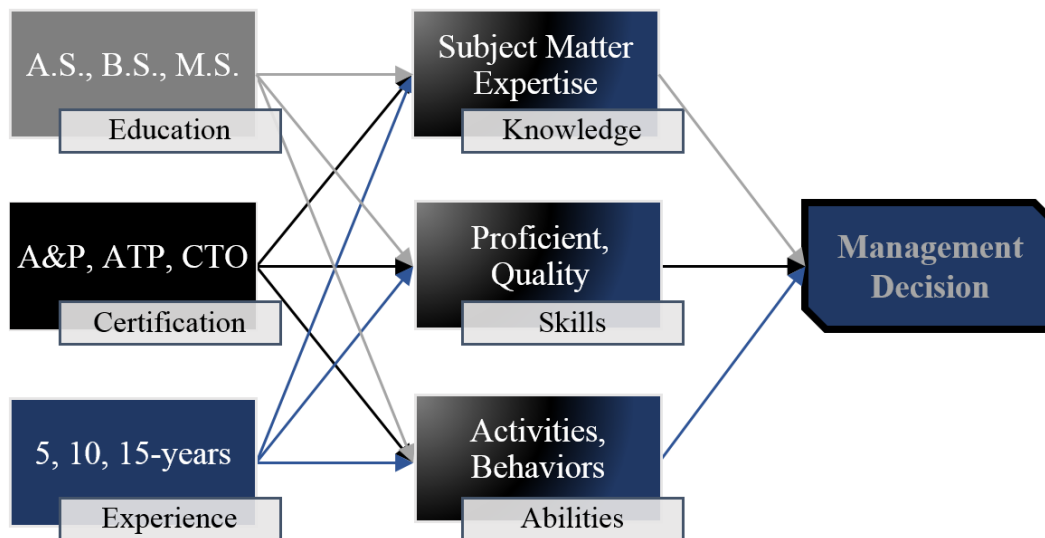 A.S., B.S., M.S.
Education
A&P, ATP, CTO
Certification
5, 10, 15-years
Experience
Subject Matter
Expertise
Knowledge
Proficient,
Quality
Skills
Activities,
Behaviors
Abilities
Management
Decision